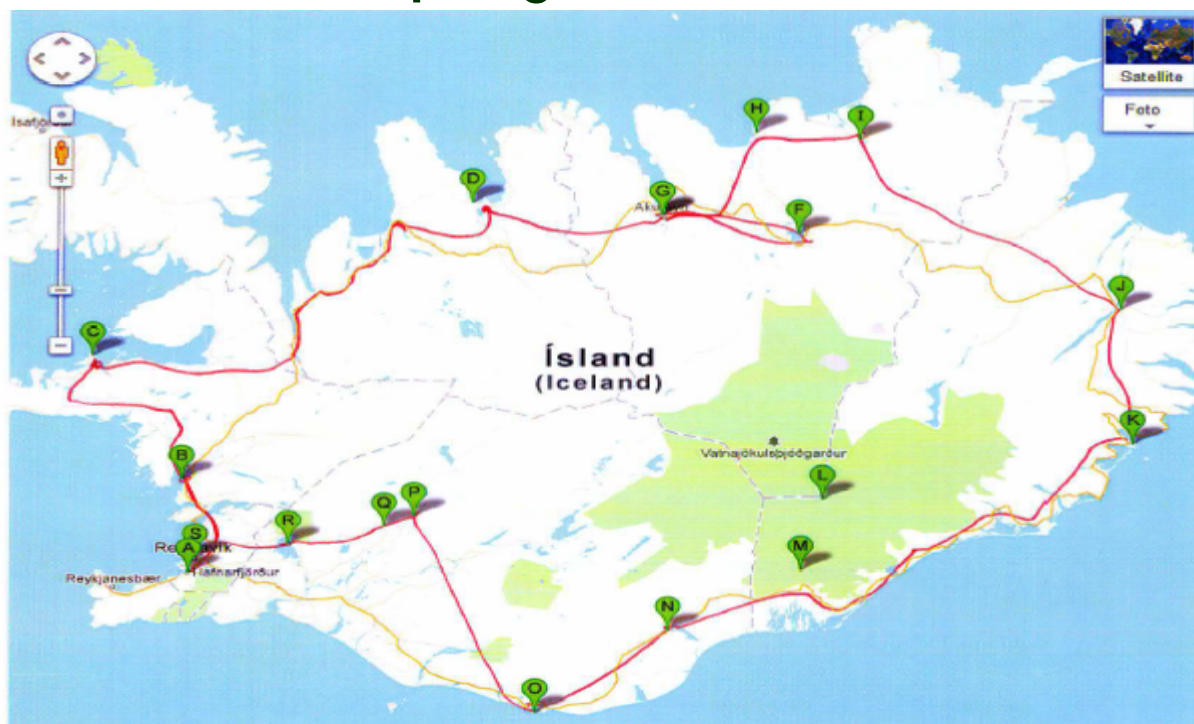 Satellite
Foto
H
I
D
G
F
J
C
Ísland
(Iceland)
K
B
Vatnajökulsþjóðgarður
L
P
Q
R
S
A
M
Hafnarfjörður
Reykjanesbær
N
O